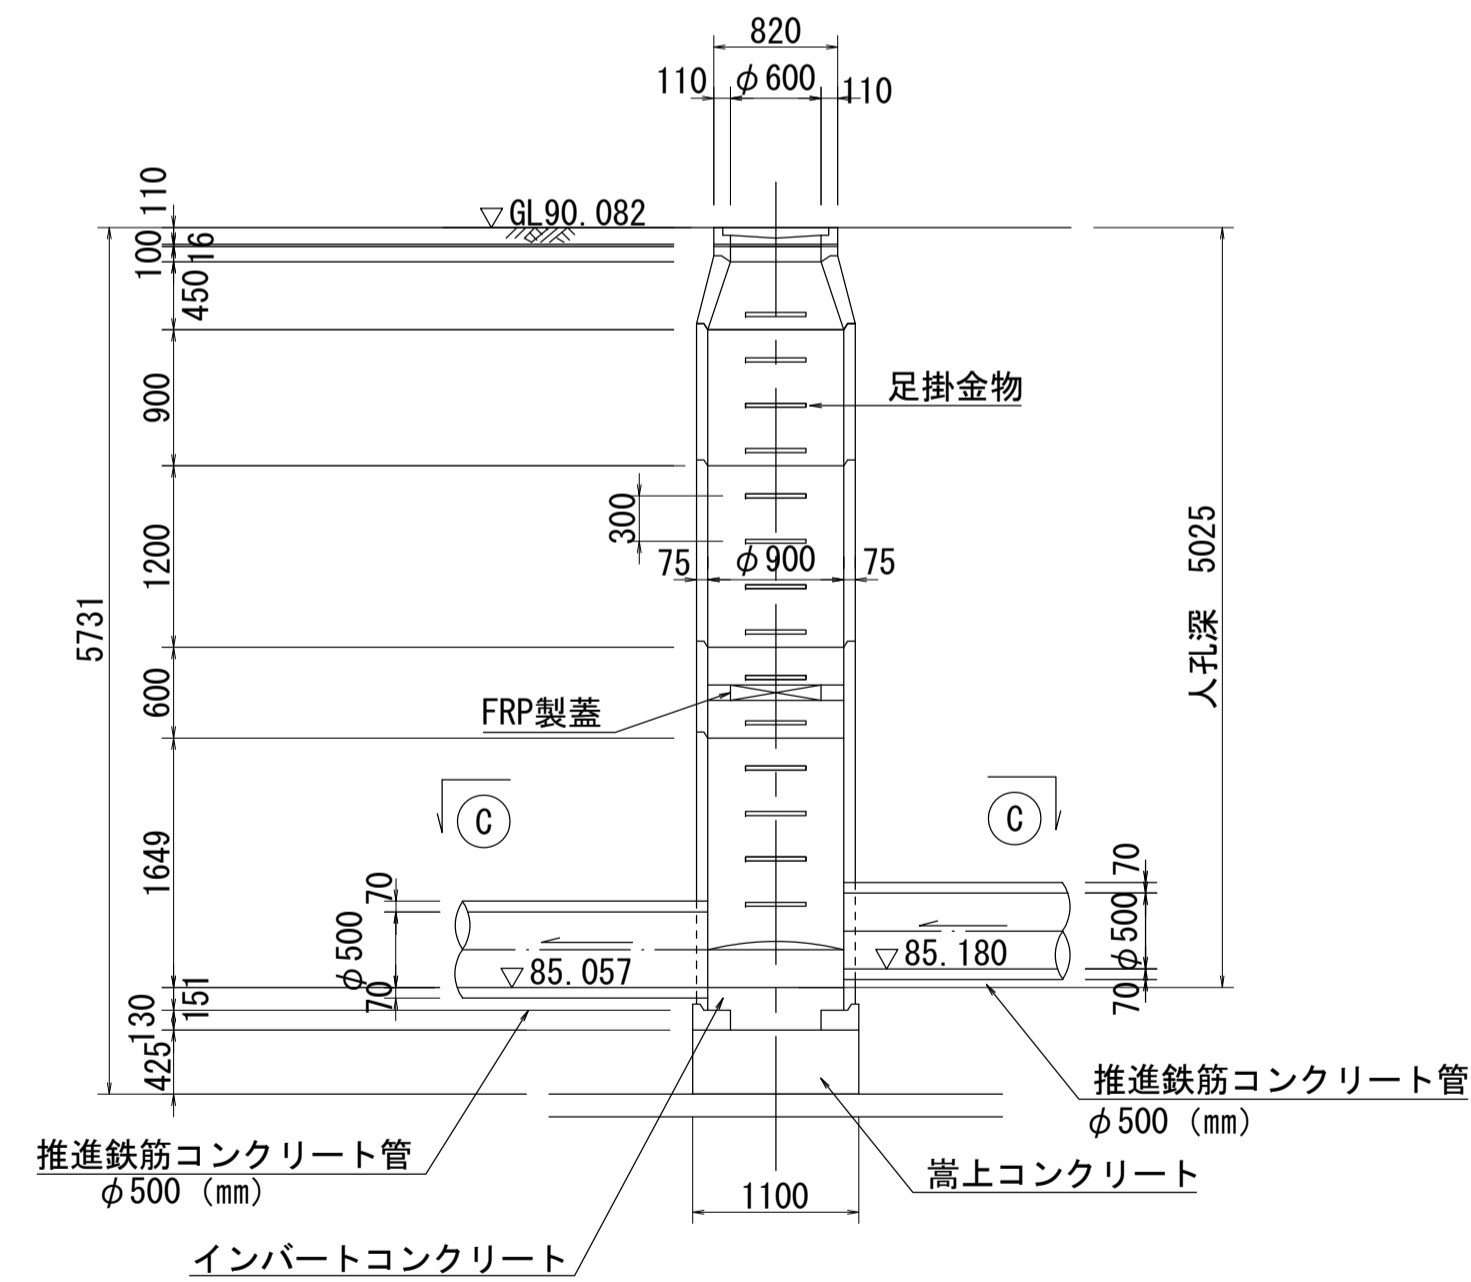 820
110
φ600
110
110
GL90.082
100
16
450
900
足掛金物
300
1200
75
φ900
75
人孔深 5025
5731
600
FRP製蓋
C
C
1649
70
φ500
70
85.057
70
φ500
70
85.180
151
130
425
推進鉄筋コンクリート管
φ500 (mm)
推進鉄筋コンクリート管
φ500 (mm)
嵩上コンクリート
1100
インバートコンクリート